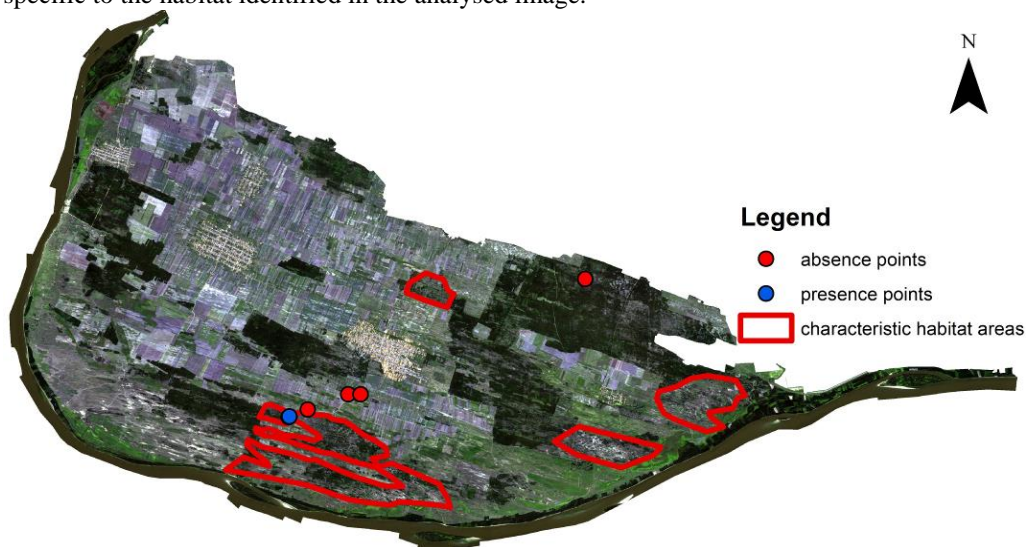 specific to the habitat identified in the analysed image.
N
Legend
absence points
presence points
characteristic habitat areas